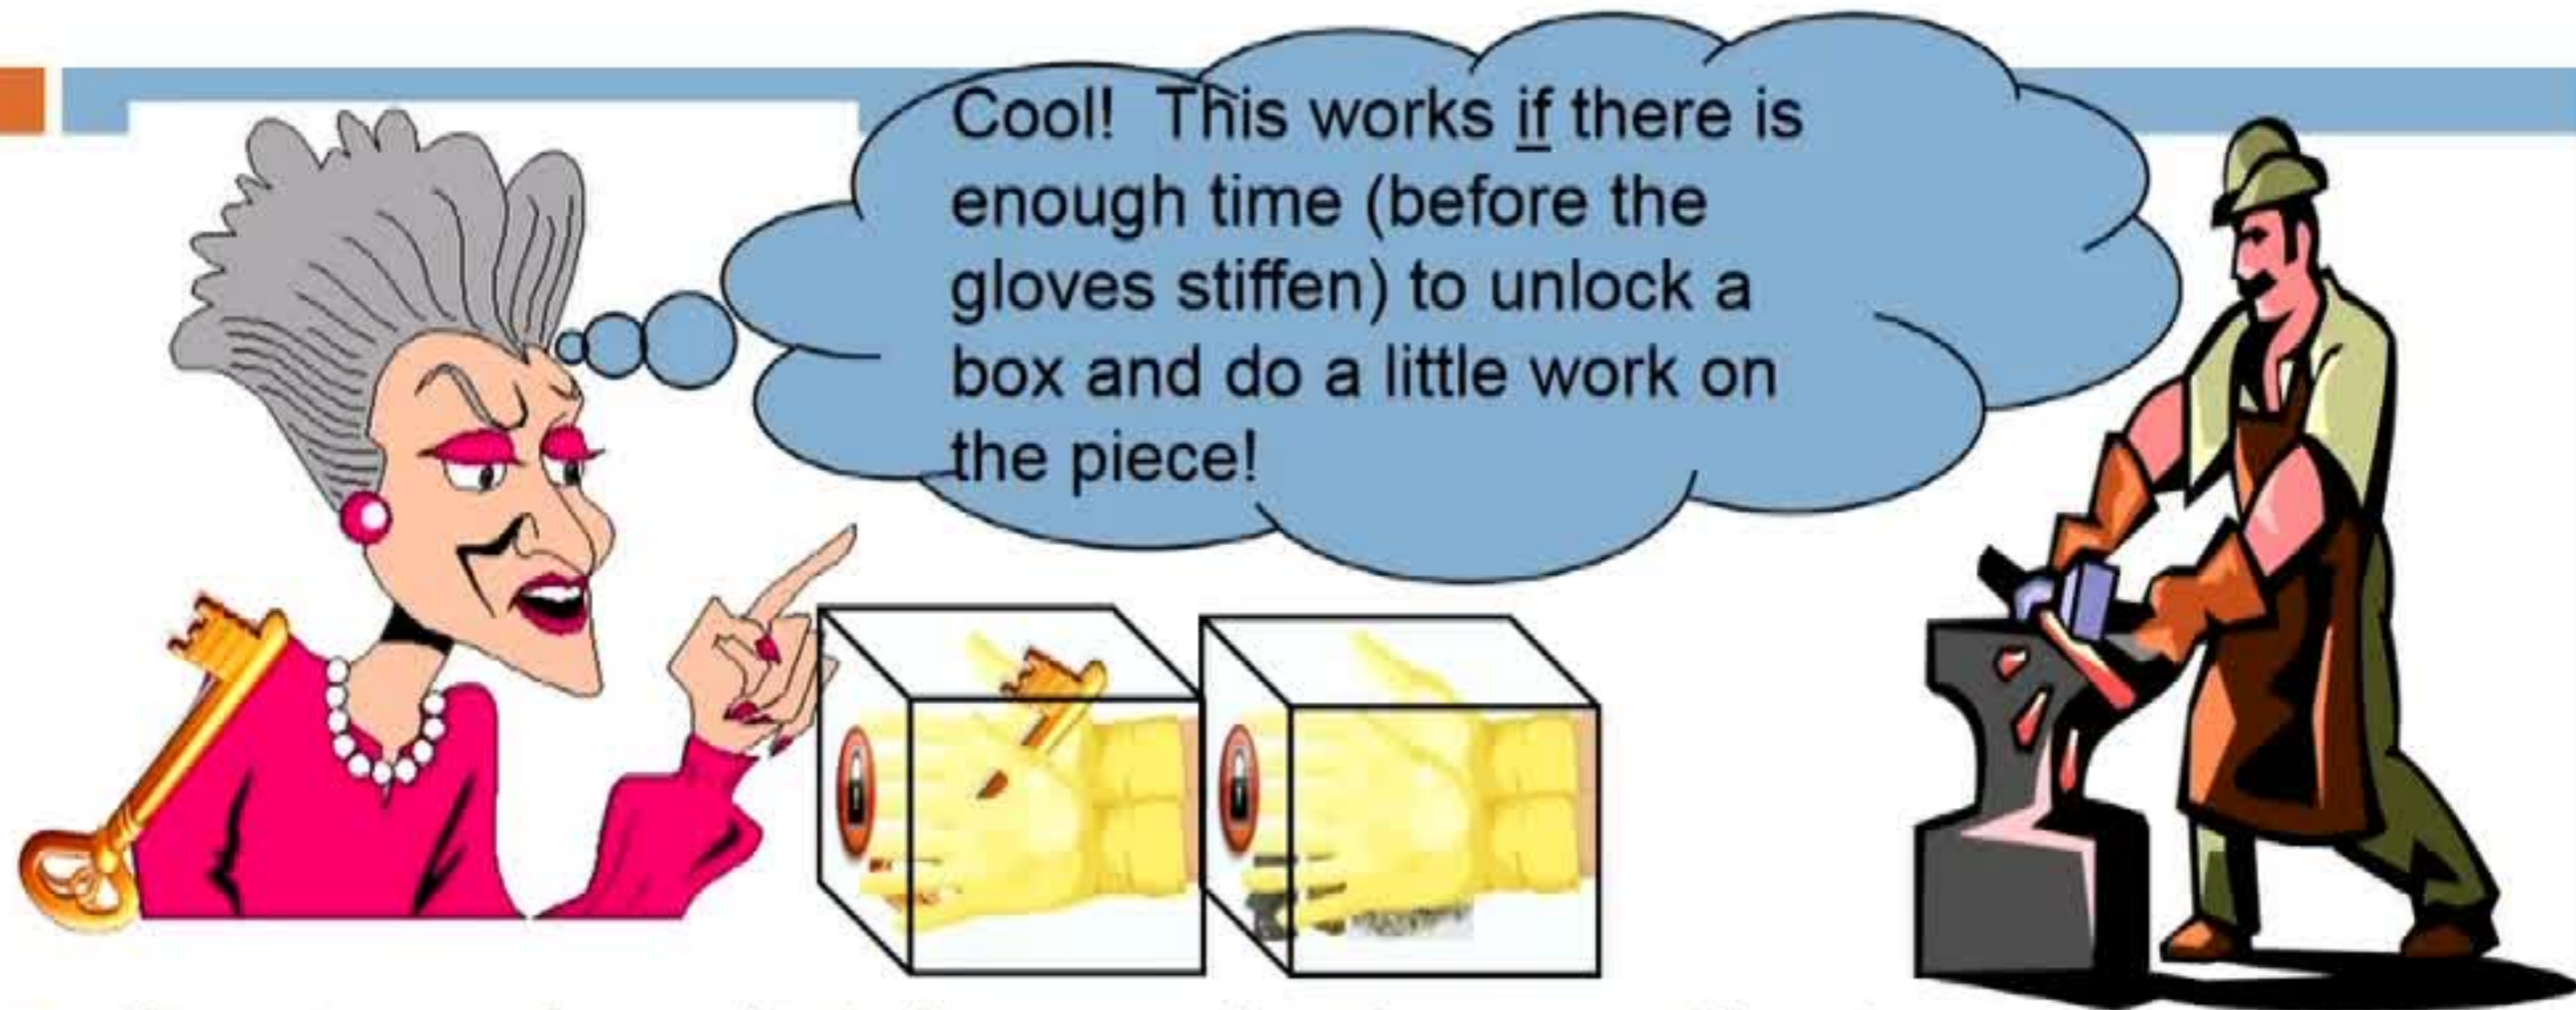 Cool! This works if there is
enough time (before the
gloves stiffen) to unlock a
box and do a little work on
the piece!